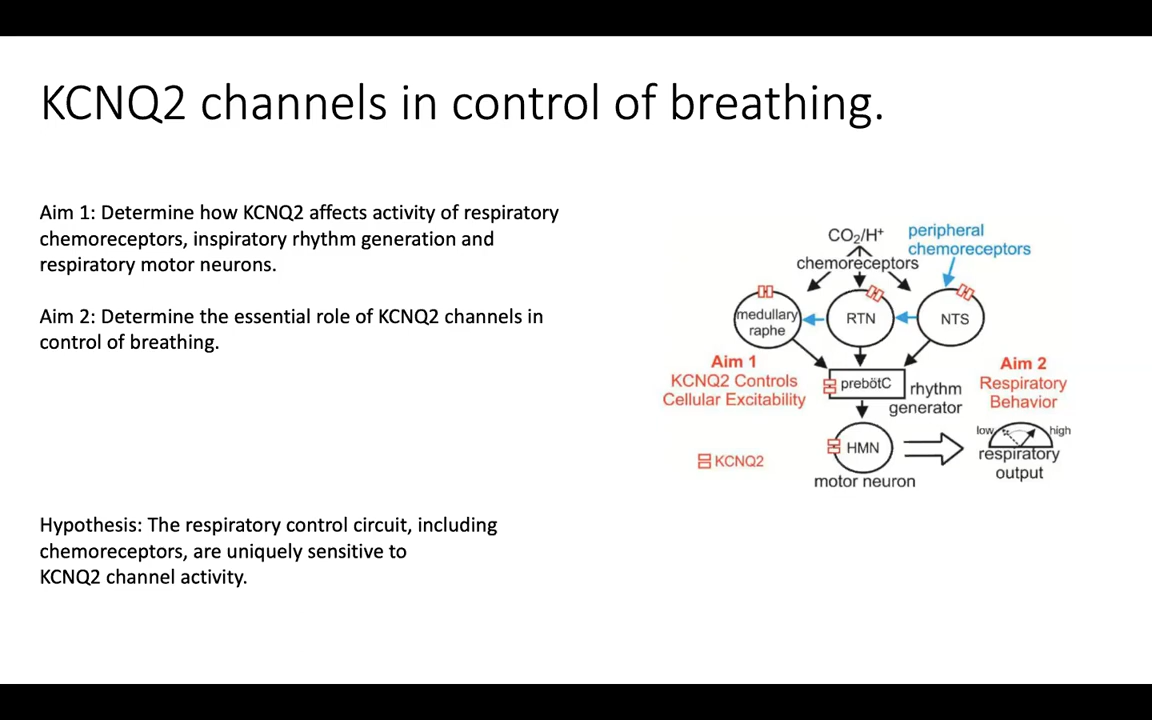 KCNQ2 channels in control of breathing.
Aim 1: Determine how KCNQ2 affects activity of respiratory
chemoreceptors, inspiratory rhythm generation and
respiratory motor neurons.
Aim 2: Determine the essential role of KCNQ2 channels in
control of breathing.
Hypothesis: The respiratory control circuit, including
chemoreceptors, are uniquely sensitive to
KCNQ2 channel activity.
CO₂/H⁺
peripheral
chemoreceptors
chemoreceptors
medullary
raphe
RTN
NTS
Aim 1
KCNQ2 Controls
Cellular Excitability
prebötC
rhythm
generator
Aim 2
Respiratory
Behavior
KCNQ2
HMN
motor neuron
low
high
respiratory
output